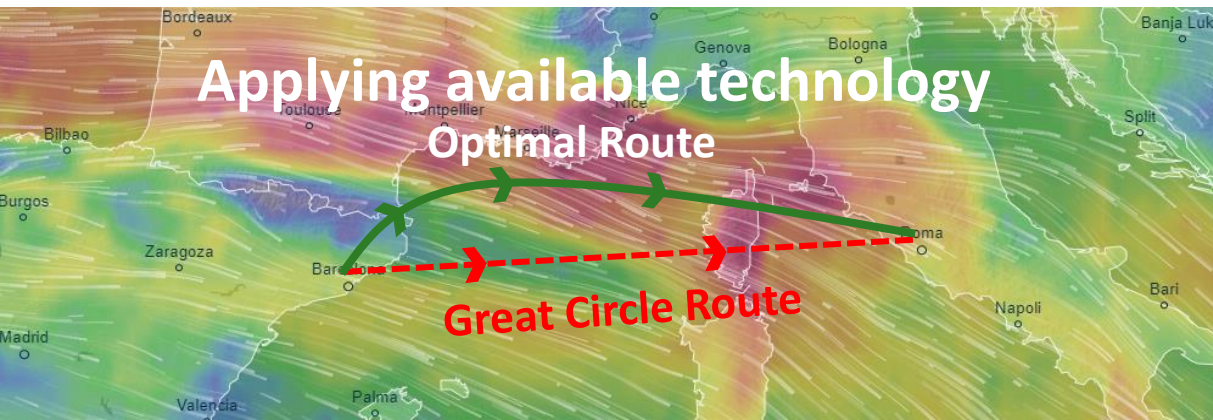 Bordeaux
Banja Luk
Genova
Bologna
Applying available technology
Toulouse
Montpellier
Nice
Split
Bilbao
Marseille
Optimal Route
Burgos
Roma
Zaragoza
Barcelona
Great Circle Route
Bari
Napoli
Madrid
Palma
Valencia